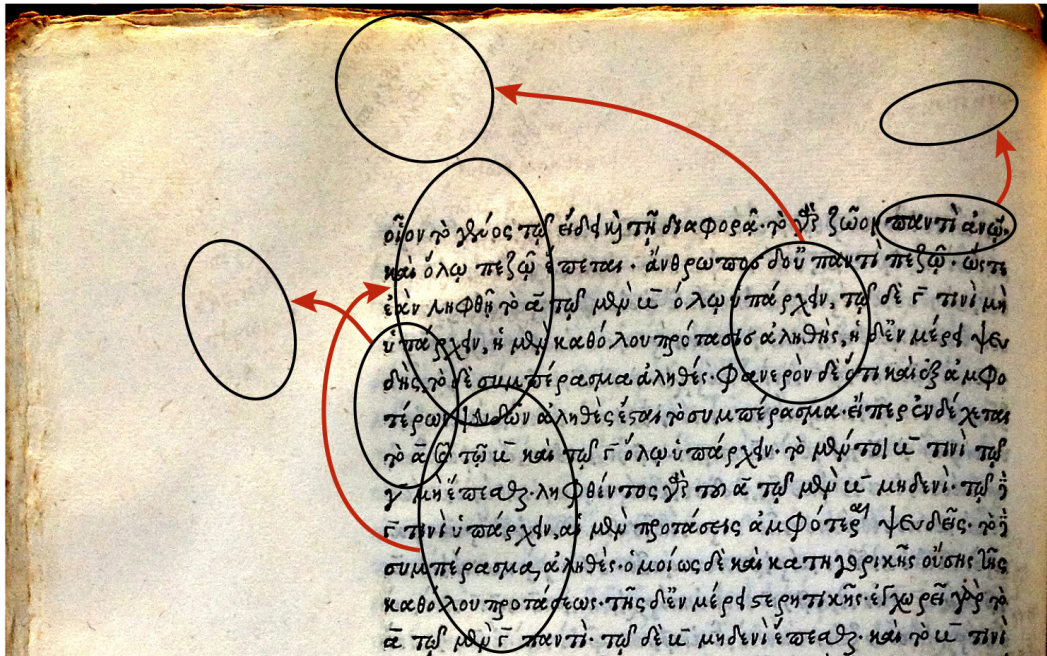 οἷον τὸ γένος τῷ εἴδει καὶ τῇ διαφορᾷ· τὸ γὰρ ζῶον παντὶ ἀνω̅·
καὶ ὅλῳ πεζῷ ἕπεται· ἄνθρωπος δ' οὐ παντὶ πεζῷ· ὥστε
ἐὰν ληφθῇ τὸ α̅ τῷ μὲν β̅ ὅλῳ ὑπάρχειν, τῷ δὲ γ̅ τινὶ μὴ
ὑπάρχειν, ἡ μὲν καθόλου πρότασις ἀληθής, ἡ δ' ἐν μέρει ψευ
δής, τὸ δὲ συμπέρασμα ἀληθές· Φανερὸν δὲ ὅτι καὶ ἐξ ἀμφο
τέρων ψευδῶν ἀληθὲς ἔσται τὸ συμπέρασμα. εἴπερ ἐνδέχεται
τὸ α̅ καὶ τῷ β̅ καὶ τῷ γ̅ ὅλῳ ὑπάρχειν· τὸ μέντοι β̅ τινὶ τῷ
γ̅ μὴ ἕπεσθαι· ληφθέντος γὰρ τοῦ α̅ τῷ μὲν β̅ μηδενὶ· τῷ δὲ
γ̅ τινὶ ὑπάρχειν, αἱ μὲν προτάσεις ἀμφότεραι ψευδεῖς· τὸ δὲ
συμπέρασμα, ἀληθές· ὁμοίως δὲ καὶ κατηγορικῆς οὔσης τῆς
καθόλου προτάσεως· τῆς δ' ἐν μέρει στερητικῆς· ἐγχωρεῖ γὰρ τὸ
α̅ τῷ μὲν γ̅ παντὶ· τῷ δὲ β̅ μηδενὶ ἕπεσθαι· καὶ τὸ β̅ τινὶ